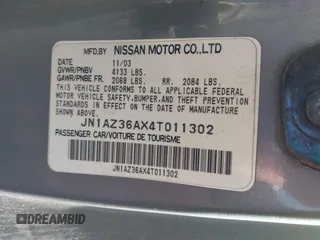 MFD.BY NISSAN MOTOR CO.,LTD
DATE 11/03
GVWR/PNBV 4133 LBS.
GAWR/PNBE FR. 2068 LBS. RR. 2084 LBS.
THIS VEHICLE CONFORMS TO ALL APPLICABLE FEDERAL
MOTOR VEHICLE SAFETY,BUMPER,AND THEFT PREVENTION
STANDARDS IN EFFECT ON THE DATE OF MANUFACTURE
SHOWN ABOVE.
JN1AZ36AX4T011302
PASSENGER CAR/VOITURE DE TOURISME
JN1AZ36AX4T011302
DREAMBID